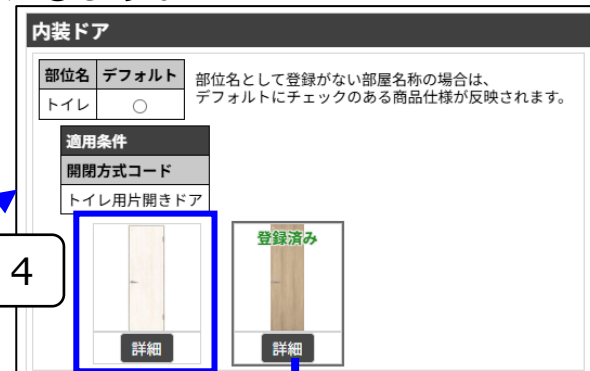 内装ドア
部位名 デフォルト
トイレ ○
部位名として登録がない部屋名称の場合は、
デフォルトにチェックのある商品仕様が反映されます。
適用条件
開閉方式コード
トイレ用片開きドア
4
登録済み
詳細 詳細